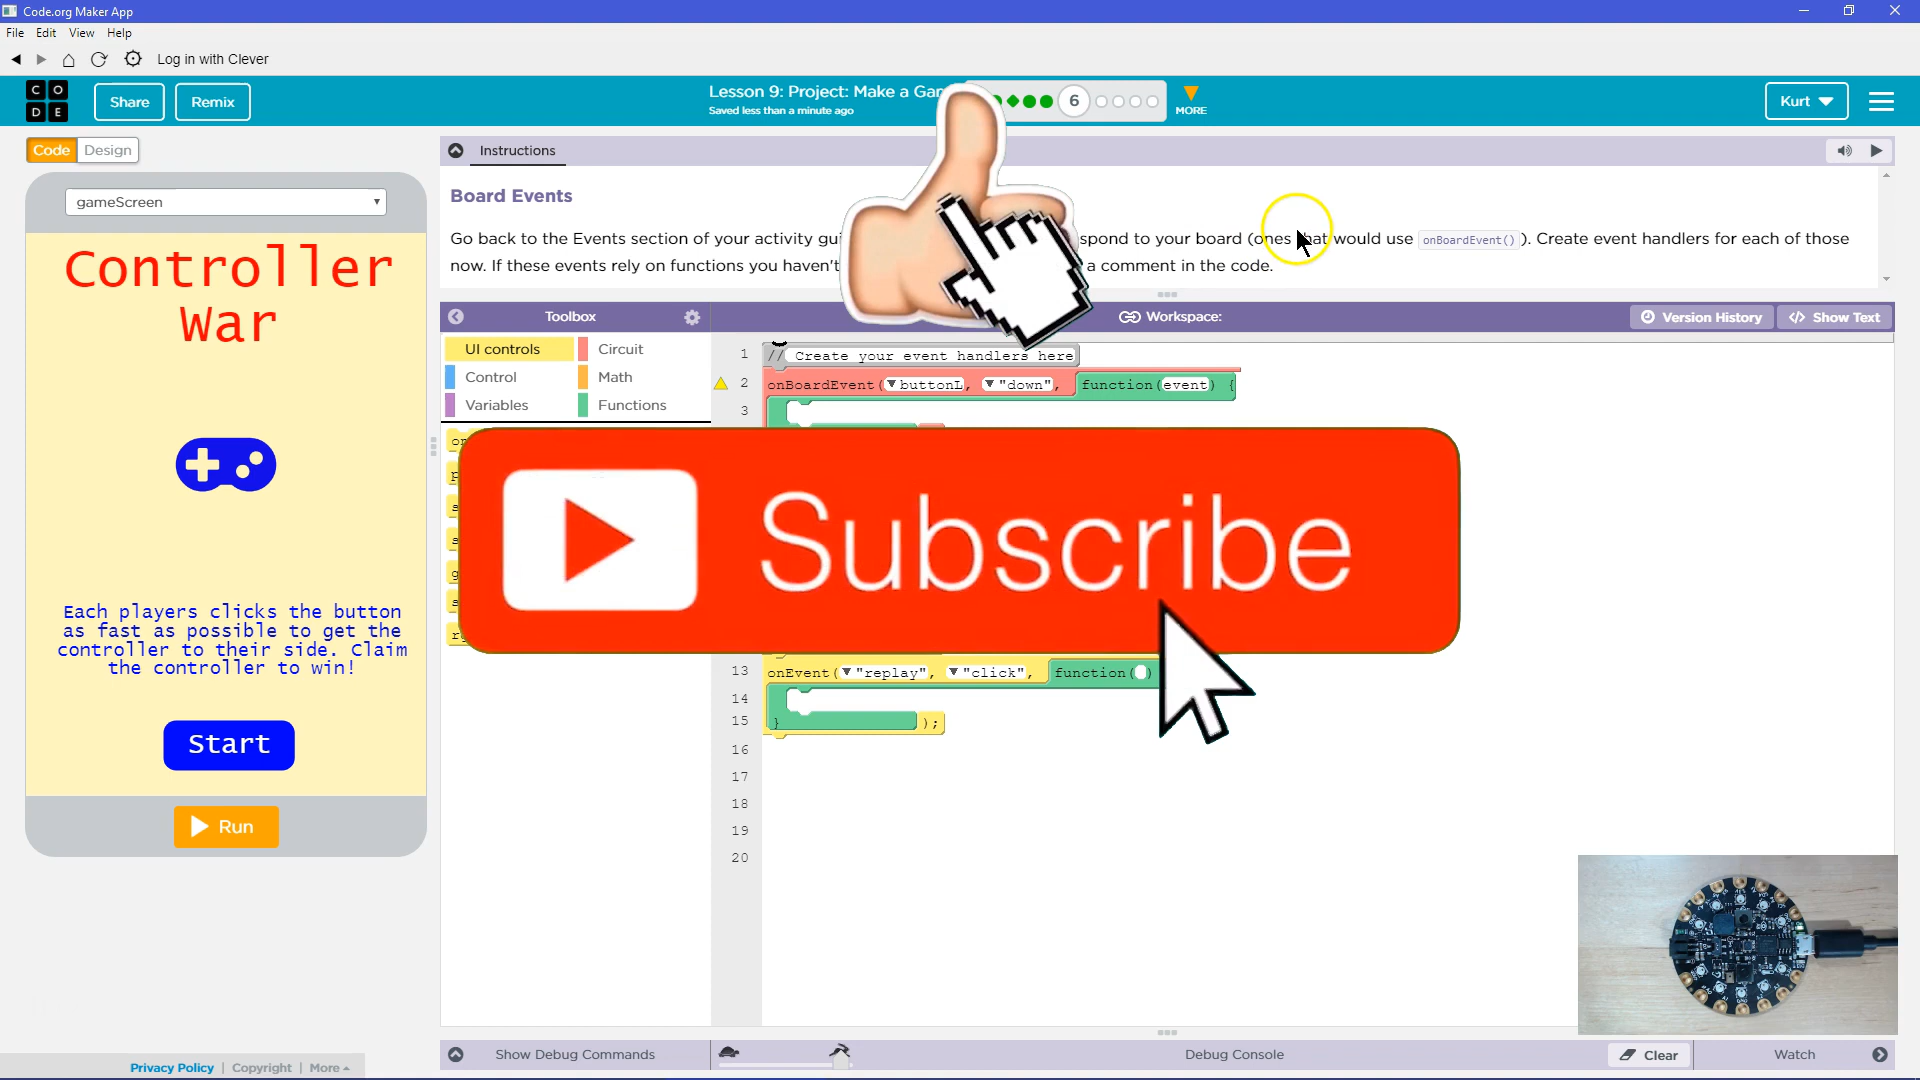 Code.org Maker App
File Edit View Help
Log in with Clever
C O D E
Share
Remix
Lesson 9: Project: Make a
Saved less than a minute ago
6
MORE
Kurt
Code Design
gameScreen
Controller
War
Each players clicks the button
as fast as possible to get the
controller to their side. Claim
the controller to win!
Start
Run
Instructions
Board Events
Go back to the Events section of your activity spond to your board (ones that would use onBoardEvent()). Create event handlers for each of those
now. If these events rely on functions you haven't a comment in the code.
Toolbox
Workspace:
Version History
</> Show Text
UI controls
Circuit
Control
Math
Variables
Functions
1 // Create your event handlers here
2 onBoardEvent(buttonL, "down", function(event) {
3
Subscribe
13 onEvent("replay", "click", function()
14
15 } );
16
17
18
19
20
Show Debug Commands
Debug Console
Clear
Watch
Privacy Policy | Copyright | More